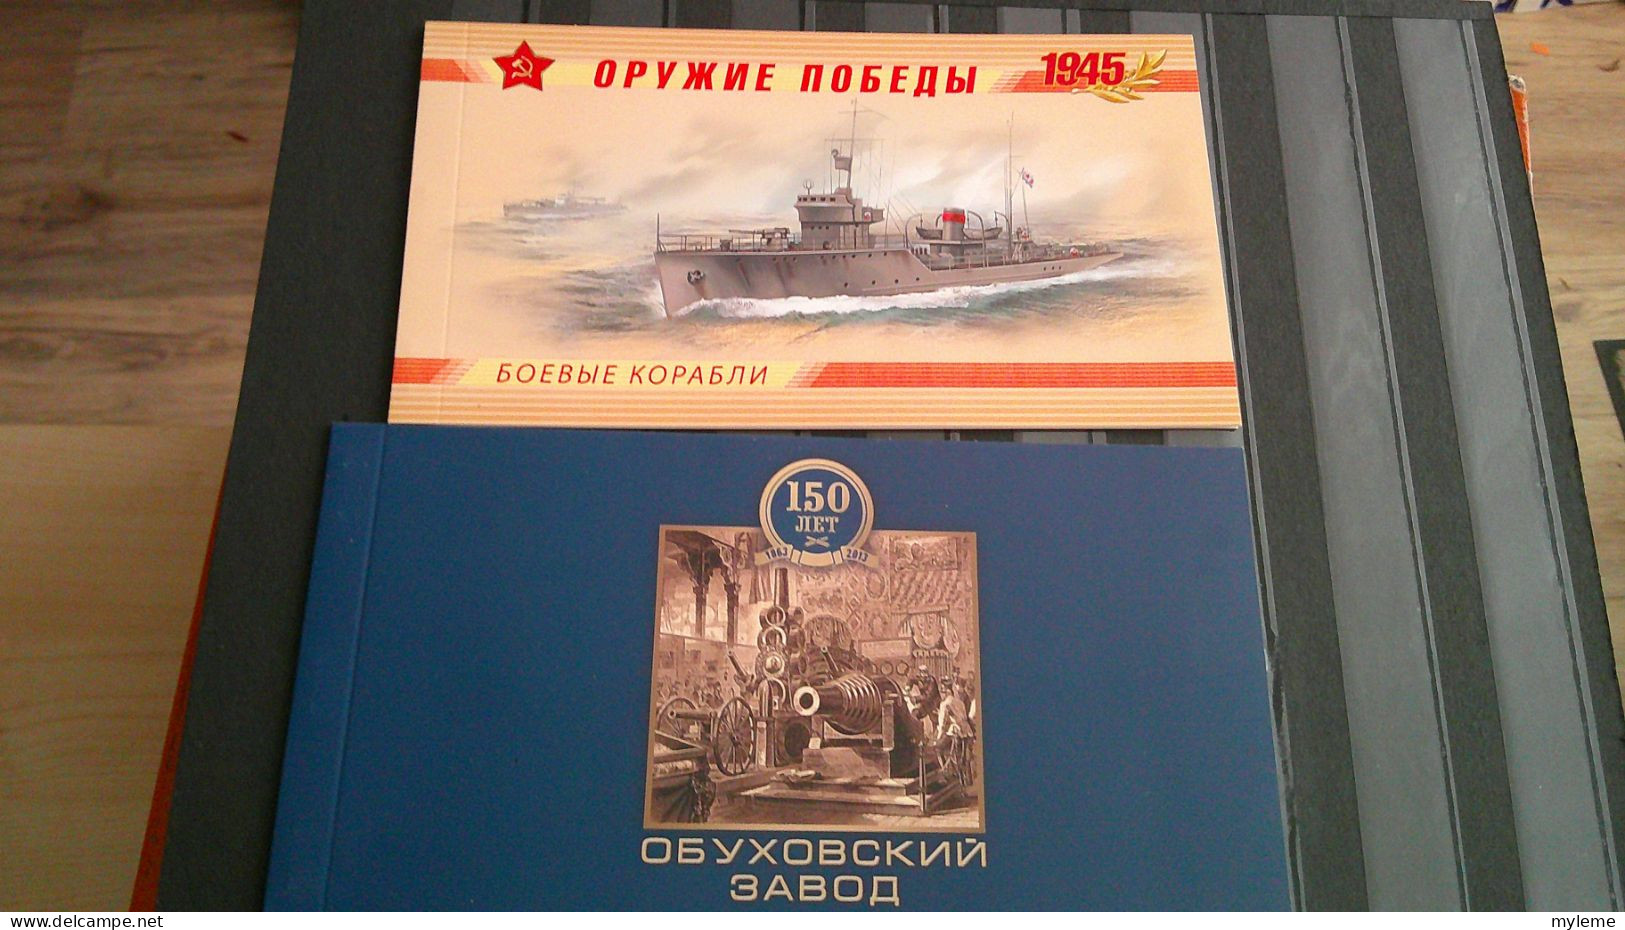 ОРУЖИЕ ПОБЕДЫ 1945
БОЕВЫЕ КОРАБЛИ
150
ЛЕТ
1863 2013
ОБУХОВСКИЙ
ЗАВОД
www.delcampe.net
myleme